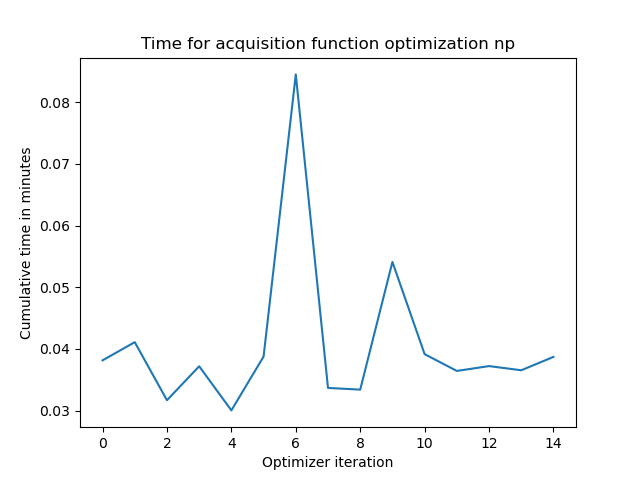 Time for acquisition function optimization np
Cumulative time in minutes
0.08
0.07
0.06
0.05
0.04
0.03
0 2 4 6 8 10 12 14
Optimizer iteration